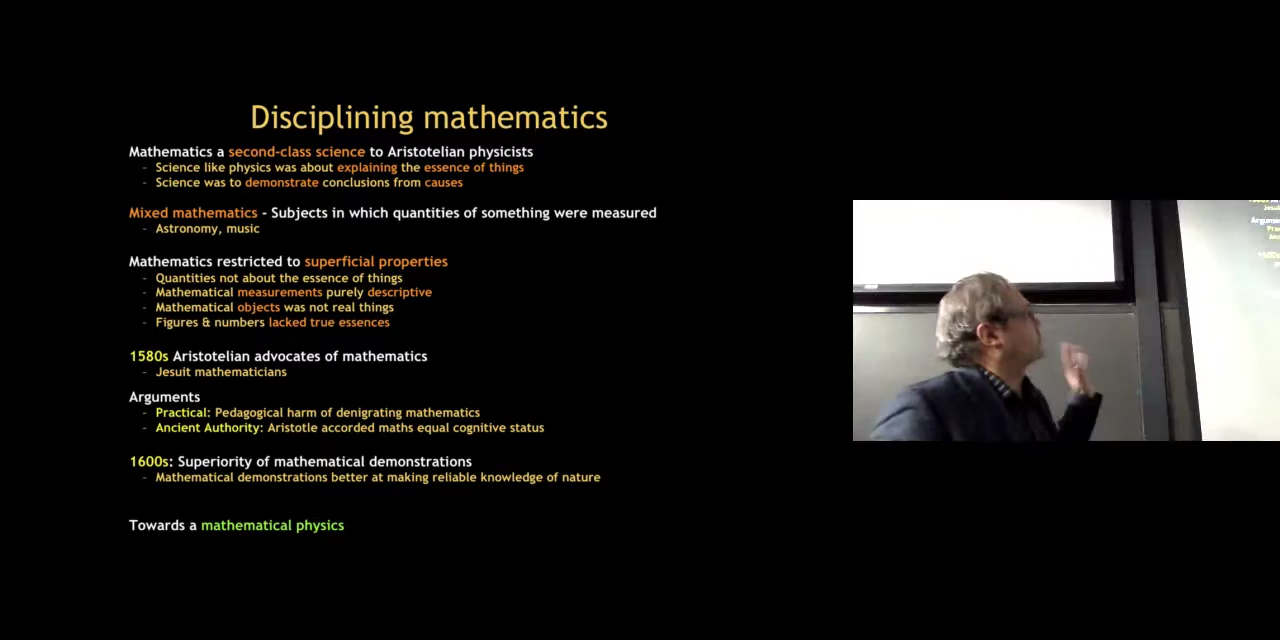 Disciplining mathematics
Mathematics a second-class science to Aristotelian physicists
- Science like physics was about explaining the essence of things
- Science was to demonstrate conclusions from causes
Mixed mathematics - Subjects in which quantities of something were measured
- Astronomy, music
Mathematics restricted to superficial properties
- Quantities not about the essence of things
- Mathematical measurements purely descriptive
- Mathematical objects was not real things
- Figures & numbers lacked true essences
1580s Aristotelian advocates of mathematics
- Jesuit mathematicians
Arguments
- Practical: Pedagogical harm of denigrating mathematics
- Ancient Authority: Aristotle accorded maths equal cognitive status
1600s: Superiority of mathematical demonstrations
- Mathematical demonstrations better at making reliable knowledge of nature
Towards a mathematical physics